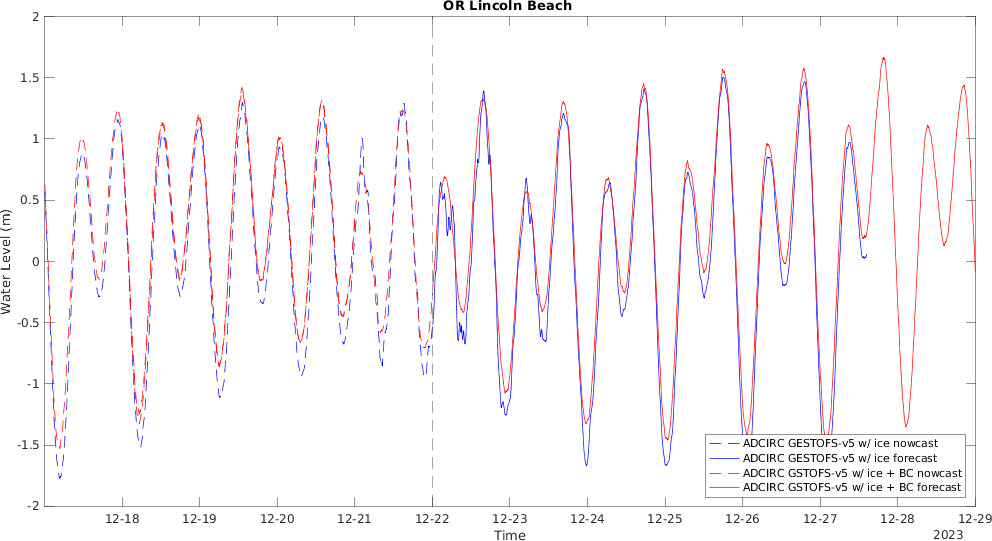 OR Lincoln Beach
2
1.5
1
0.5
0
-0.5
-1
-1.5
-2
Water Level (m)
ADCIRC GESTOFS-v5 w/ ice nowcast
ADCIRC GESTOFS-v5 w/ ice forecast
ADCIRC GSTOFS-v5 w/ ice + BC nowcast
ADCIRC GSTOFS-v5 w/ ice + BC forecast
12-18 12-19 12-20 12-21 12-22 12-23 12-24 12-25 12-26 12-27 12-28 12-29
Time
2023